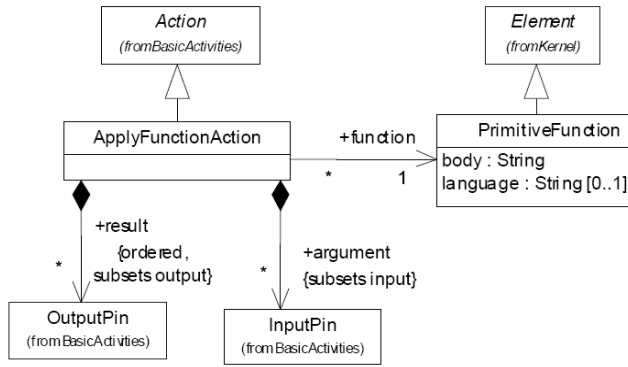 Action
(fromBasicActivities)
Element
(fromKernel)
ApplyFunctionAction
+function
*
1
PrimitiveFunction
body : String
language : String [0..1]
+result
{ordered,
subsets output}
*
+argument
{subsets input}
*
OutputPin
(fromBasicActivities)
InputPin
(fromBasicActivities)